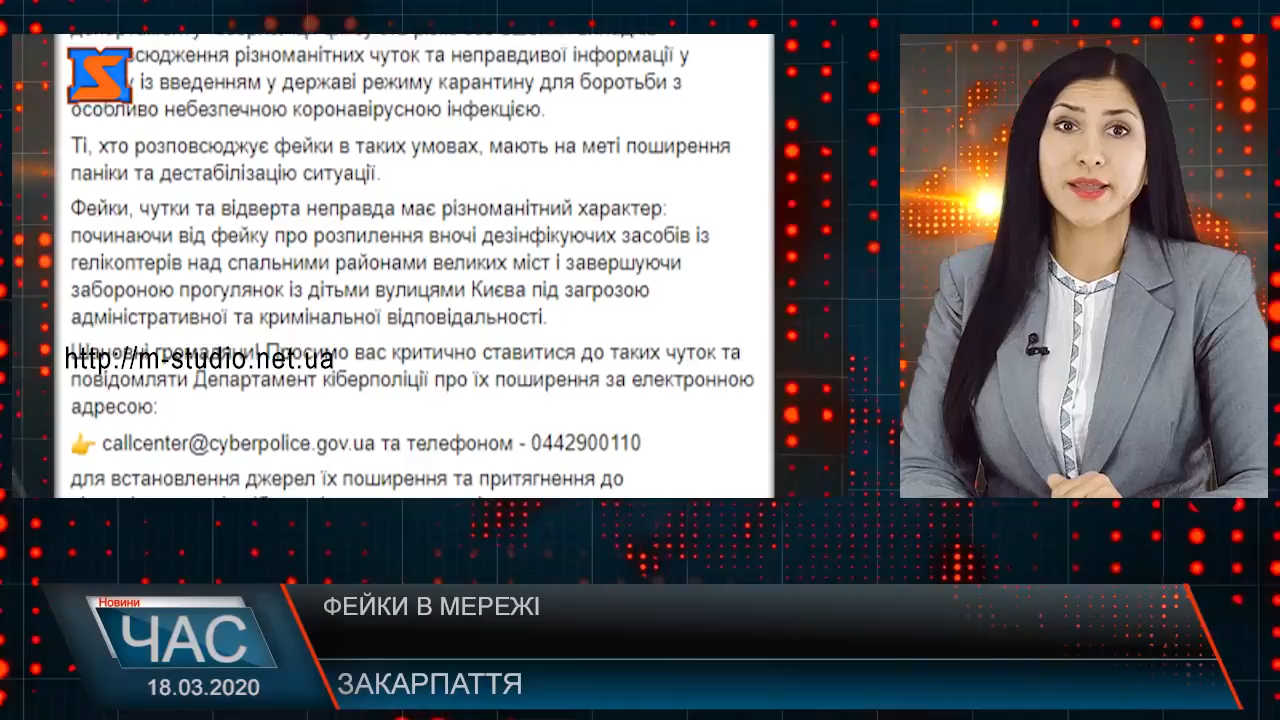 всюдження різноманітних чуток та неправдивої інформації у
із введенням у державі режиму карантину для боротьби з
особливо небезпечною коронавірусною інфекцією.
Ті, хто розповсюджує фейки в таких умовах, мають на меті поширення
паніки та дестабілізацію ситуації.
Фейки, чутки та відверта неправда має різноманітний характер:
починаючи від фейку про розпилення вночі дезінфікуючих засобів із
гелікоптерів над спальними районами великих міст і завершуючи
забороною прогулянок із дітьми вулицями Києва під загрозою
адміністративної та кримінальної відповідальності.
Шановні громадяни! Просимо вас критично ставитися до таких чуток та
http://m-studio.net.ua
повідомляти Департамент кіберполіції про їх поширення за електронною
адресою:
callcenter@cyberpolice.gov.ua та телефоном - 0442900110
для встановлення джерел їх поширення та притягнення до
Новини
ЧАС
18.03.2020
ФЕЙКИ В МЕРЕЖІ
ЗАКАРПАТТЯ